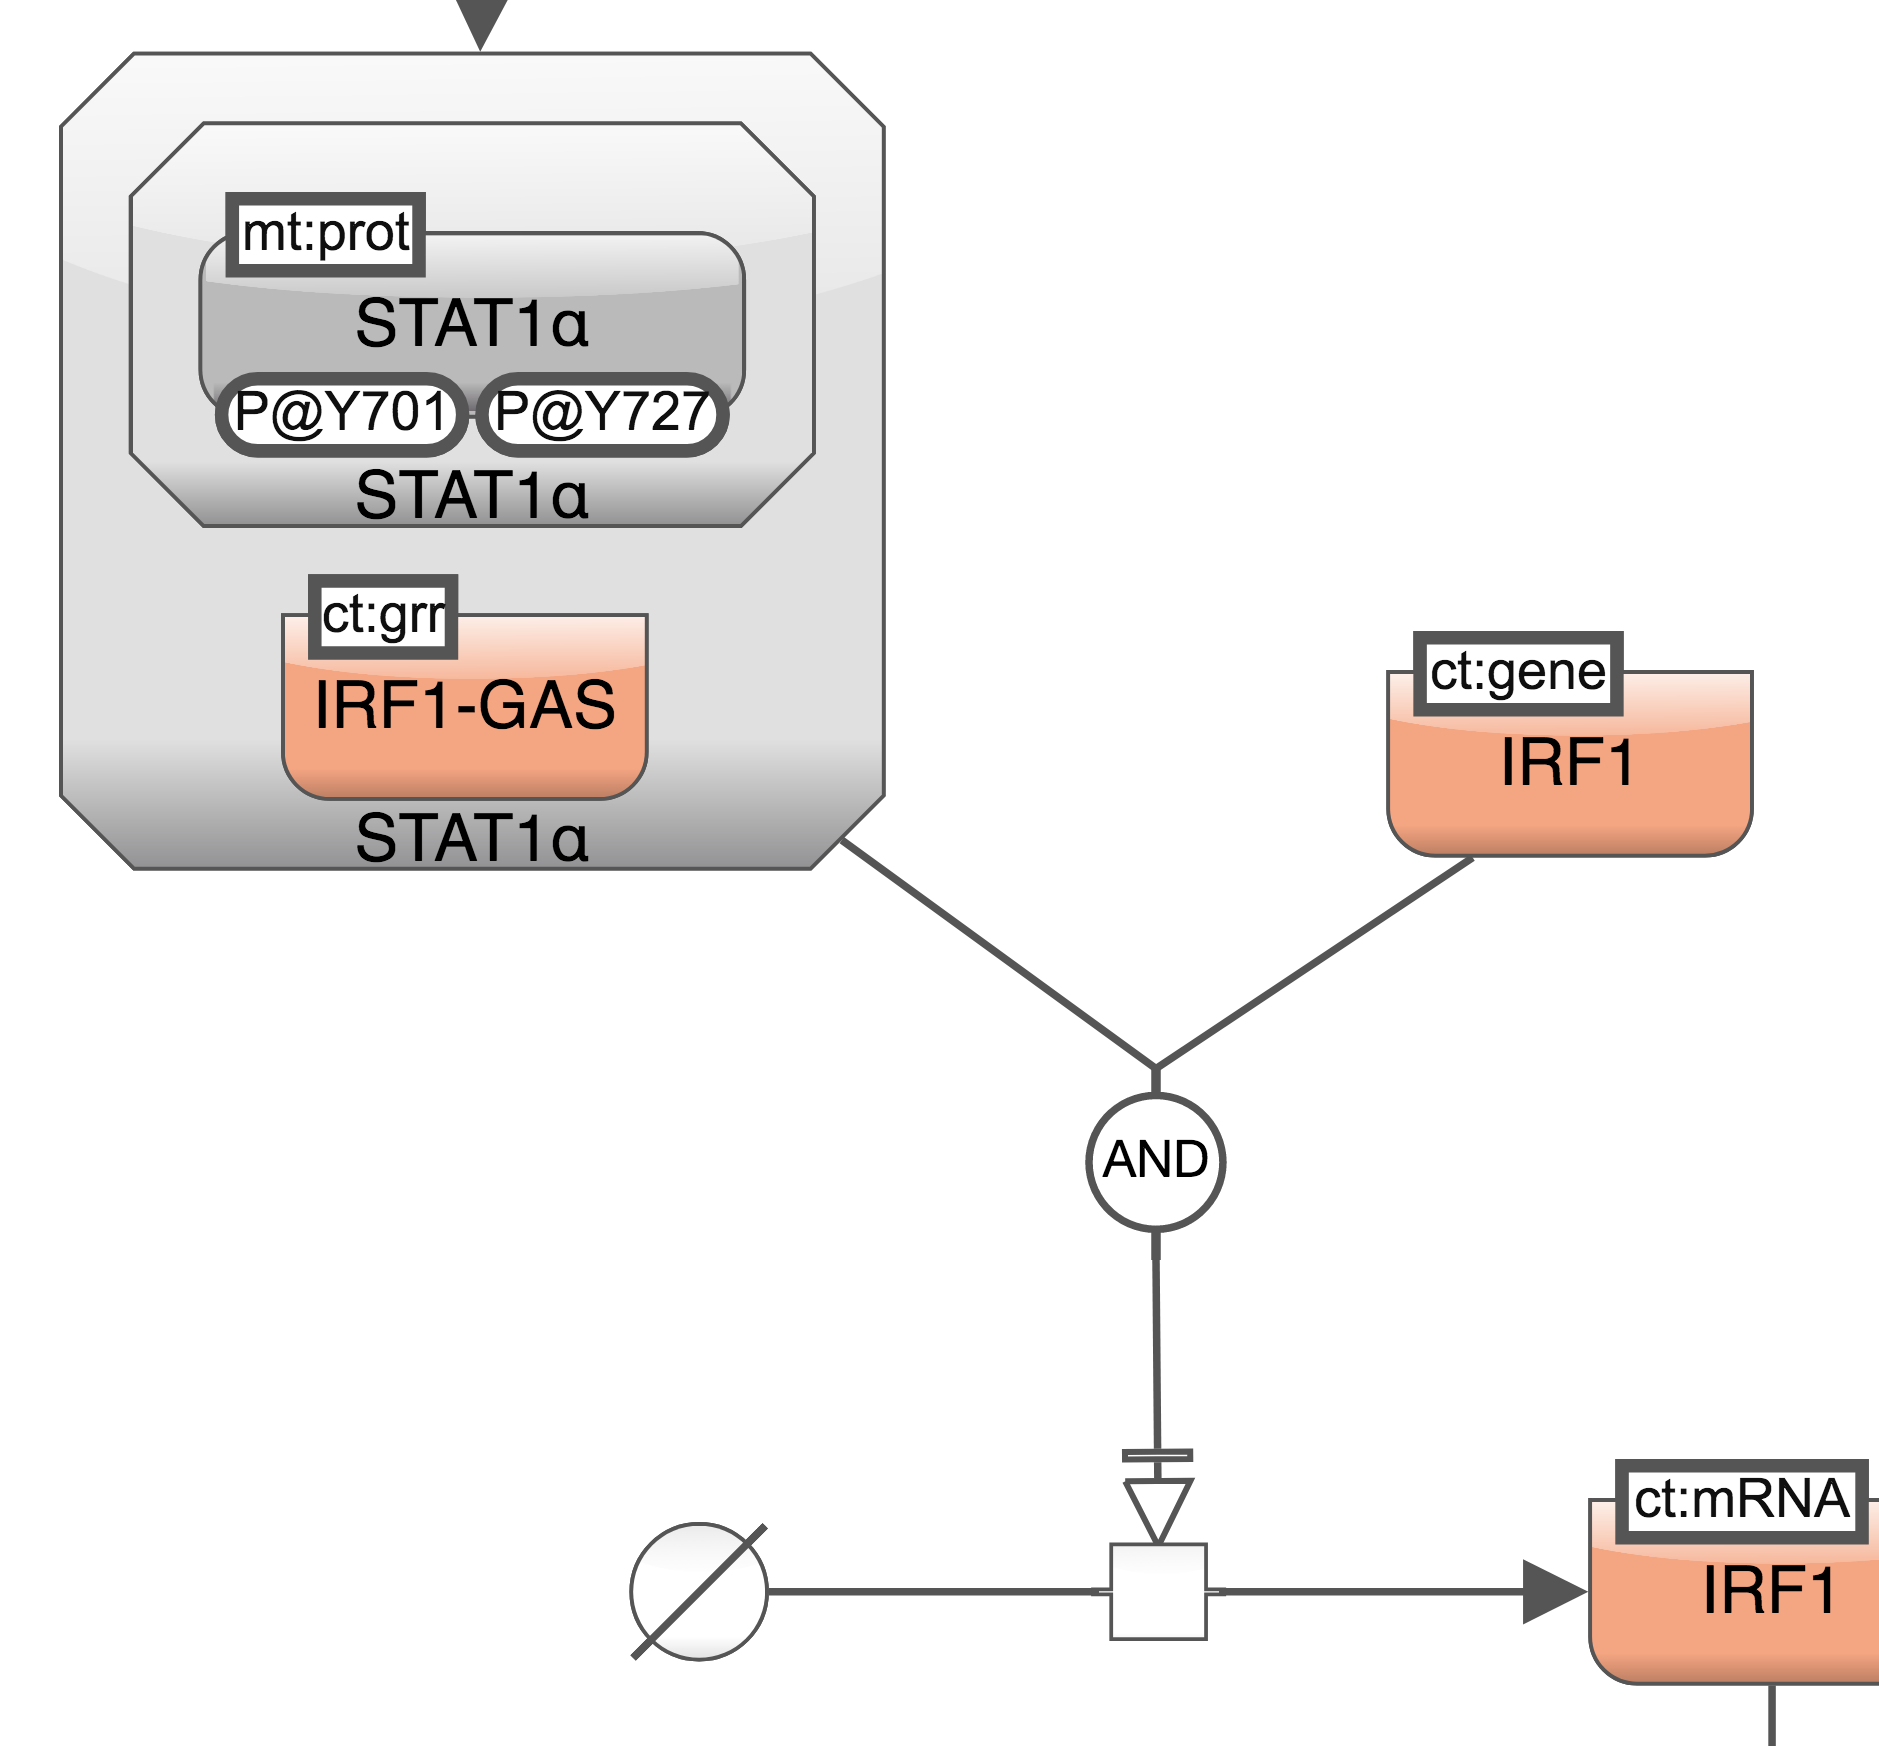 mt:prot
STAT1α
P@Y701 P@Y727
STAT1α
ct:grr
IRF1-GAS
STAT1α
ct:gene
IRF1
AND
ct:mRNA
IRF1